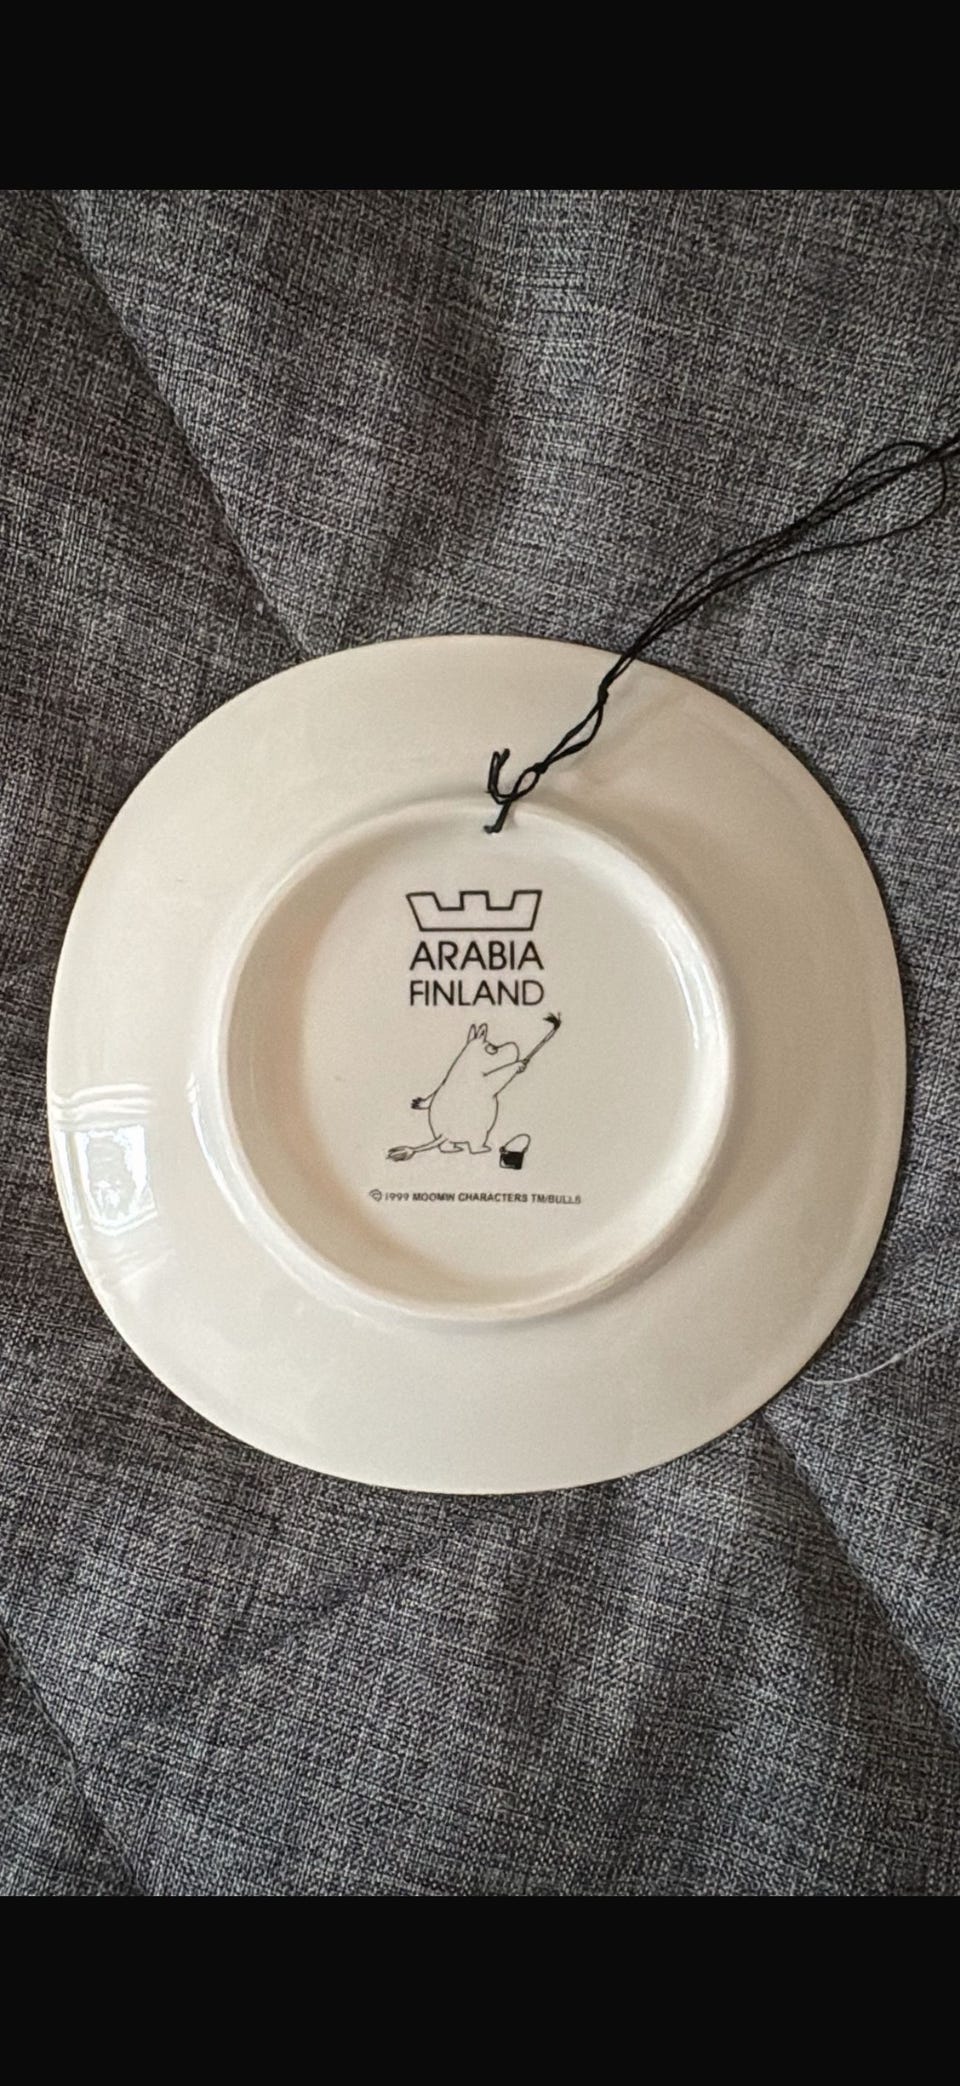 ARABIA
FINLAND
©1999 MOOMIN CHARACTERS TM/BULLS